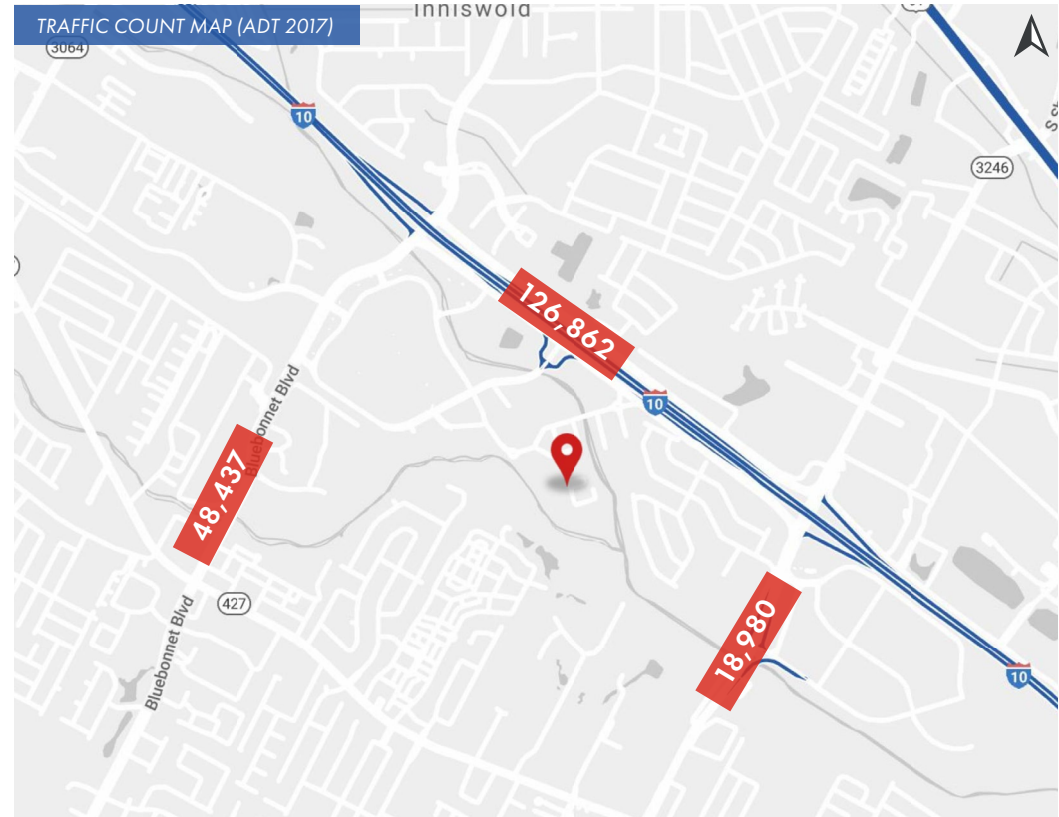 Inniswold
TRAFFIC COUNT MAP (ADT 2017)
3064
10
3246
126,862
10
Bluebonnet Blvd
48,437
427
18,980
Bluebonnet Blvd
10